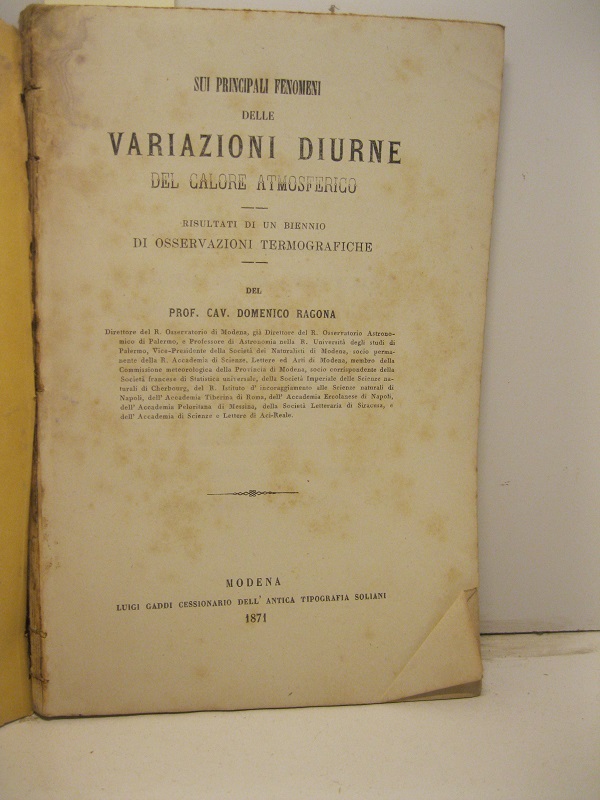 SUI PRINCIPALI FENOMENI
DELLE
VARIAZIONI DIURNE
DEL CALORE ATMOSFERICO
RISULTATI DI UN BIENNIO
DI OSSERVAZIONI TERMOGRAFICHE
DEL
PROF. CAV. DOMENICO RAGONA
Direttore del R. Osservatorio di Modena, già Direttore del R. Osservatorio Astrono-
mico di Palermo, e Professore di Astronomia nella R. Università degli studi di
Palermo, Vice-Presidente della Società dei Naturalisti di Modena, socio perma-
nente della R. Accademia di Scienze, Lettere ed Arti di Modena, membro della
Commissione meteorologica della Provincia di Modena, socio corrispondente della
Società francese di Statistica universale, della Società Imperiale delle Scienze na-
turali di Cherbourg, del R. Istituto d' incoraggiamento alle Scienze naturali di
Napoli, dell' Accademia Tiberina di Roma, dell' Accademia Ercolanese di Napoli,
dell' Accademia Peloritana di Messina, della Società Letteraria di Siracusa, e
dell' Accademia di Scienze e Lettere di Aci-Reale.
MODENA
LUIGI GADDI CESSIONARIO DELL' ANTICA TIPOGRAFIA SOLIANI
1871